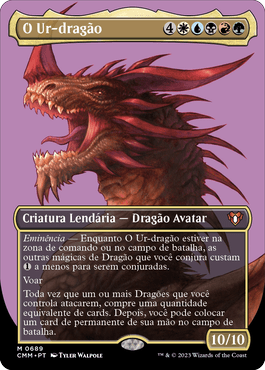 O Ur-dragão 4
Criatura Lendária — Dragão Avatar
Eminência — Enquanto O Ur-dragão estiver na
zona de comando ou no campo de batalha, as
outras mágicas de Dragão que você conjura custam
1 a menos para serem conjuradas.
Voar
Toda vez que um ou mais Dragões que você
controla atacarem, compre uma quantidade
equivalente de cards. Depois, você pode colocar
um card de permanente de sua mão no campo de
batalha.
10/10
M 0689
CMM • PT Tyler Walpole
™ & © 2023 Wizards of the Coast